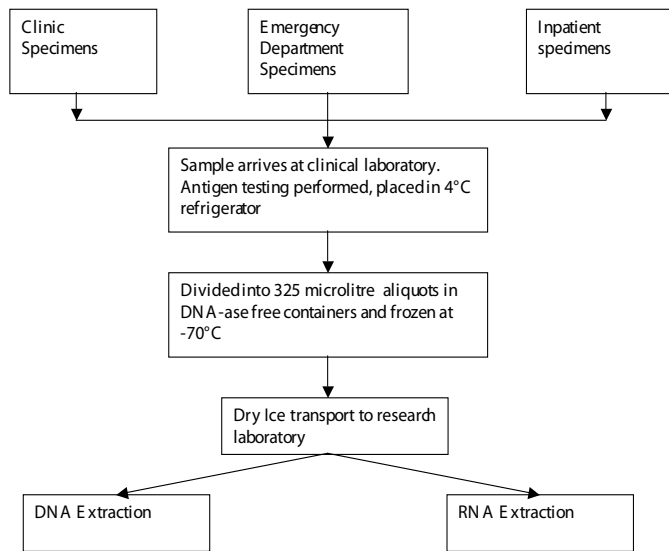 Clinic
Specimens
Emergency
Department
Specimens
Inpatient
specimens
Sample arrives at clinical laboratory.
Antigen testing performed, placed in 4°C
refrigerator
Divided into 325 microlitre aliquots in
DNA-ase free containers and frozen at
-70°C
Dry Ice transport to research
laboratory
DNA Extraction
RNA Extraction